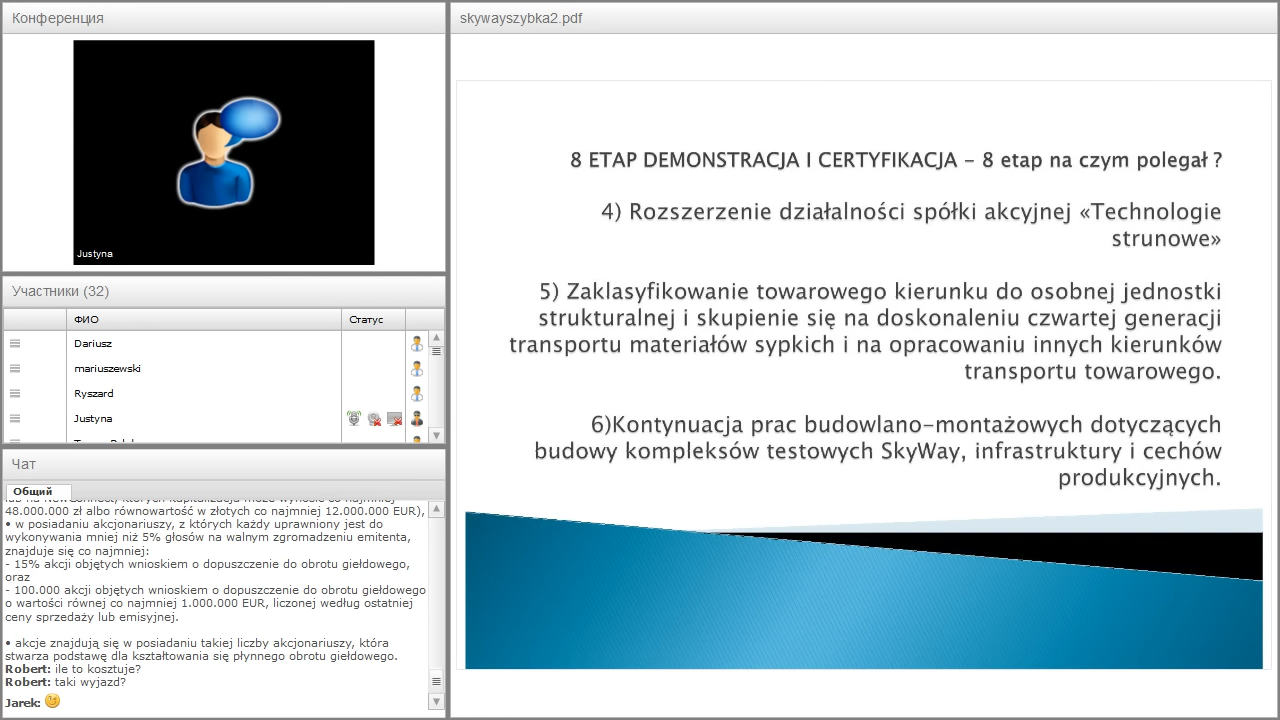 Конференция
Justyna
Участники (32)
ФИО
Статус
Dariusz
mariuszewski
Ryszard
Justyna
Чат
Общий
48.000.000 zł albo równowartość w złotych co najmniej 12.000.000 EUR),
• w posiadaniu akcjonariuszy, z których każdy uprawniony jest do
wykonywania mniej niż 5% głosów na walnym zgromadzeniu emitenta,
znajduje się co najmniej:
- 15% akcji objętych wnioskiem o dopuszczenie do obrotu giełdowego,
oraz
- 100.000 akcji objętych wnioskiem o dopuszczenie do obrotu giełdowego
o wartości równej co najmniej 1.000.000 EUR, liczonej według ostatniej
ceny sprzedaży lub emisyjnej.
• akcje znajdują się w posiadaniu takiej liczby akcjonariuszy, która
stwarza podstawę dla kształtowania się płynnego obrotu giełdowego.
Robert: ile to kosztuje?
Robert: taki wyjazd?
Jarek:
skywayszybka2.pdf
8 ETAP DEMONSTRACJA I CERTYFIKACJA – 8 etap na czym polegał ?
4) Rozszerzenie działalności spółki akcyjnej «Technologie
strunowe»
5) Zaklasyfikowanie towarowego kierunku do osobnej jednostki
strukturalnej i skupienie się na doskonaleniu czwartej generacji
transportu materiałów sypkich i na opracowaniu innych kierunków
transportu towarowego.
6)Kontynuacja prac budowlano-montażowych dotyczących
budowy kompleksów testowych SkyWay, infrastruktury i cechów
produkcyjnych.